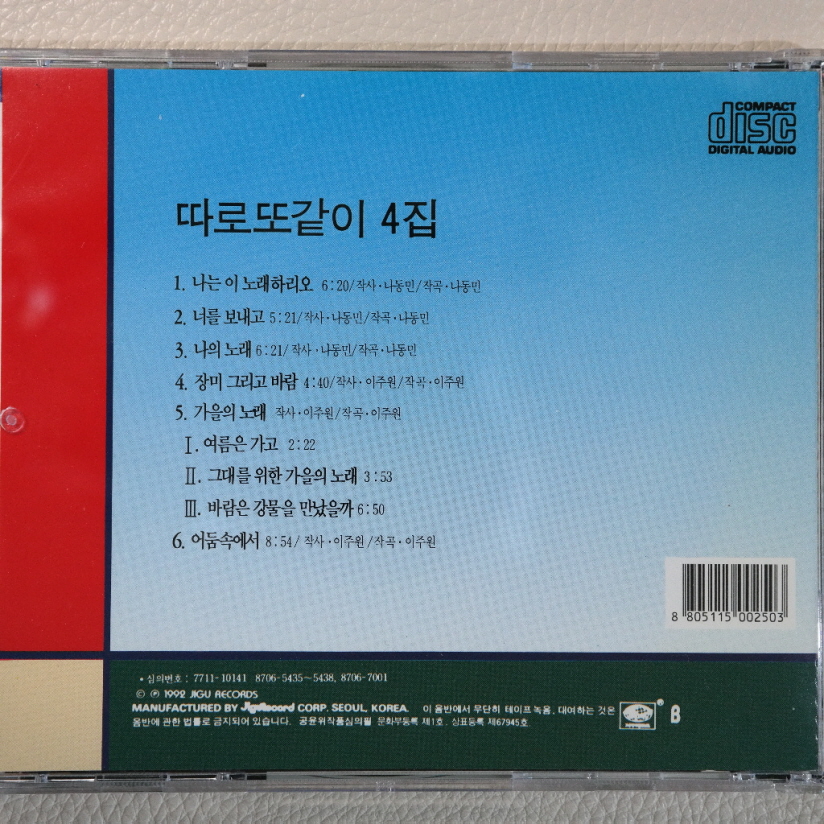 COMPACT
disc
DIGITAL AUDIO
따로또같이 4집
1. 나는 이 노래하리오 6:20/작사·나동민/작곡·나동민
2. 너를 보내고 5:21/작사·나동민/작곡·나동민
3. 나의 노래 6:21/작사·나동민/작곡·나동민
4. 장미 그리고 바람 4:40/작사·이주원/작곡·이주원
5. 가을의 노래 작사·이주원/작곡·이주원
Ⅰ. 여름은 가고 2:22
Ⅱ. 그대를 위한 가을의 노래 3:53
Ⅲ. 바람은 강물을 만났을까 6:50
6. 어둠속에서 8:54/작사·이주원/작곡·이주원
8 805115 002503
•심의번호: 7711-10141 8706-5435~5438, 8706-7001
© ℗ 1992 JIGU RECORDS
MANUFACTURED BY JiguRecord CORP. SEOUL, KOREA. 이 음반에서 무단히 테이프녹음, 대여하는 것은
음반에 관한 법률로 금지되어 있습니다. 공윤위작품심의필 문화부등록 제1호. 상표등록 제67945호
® B